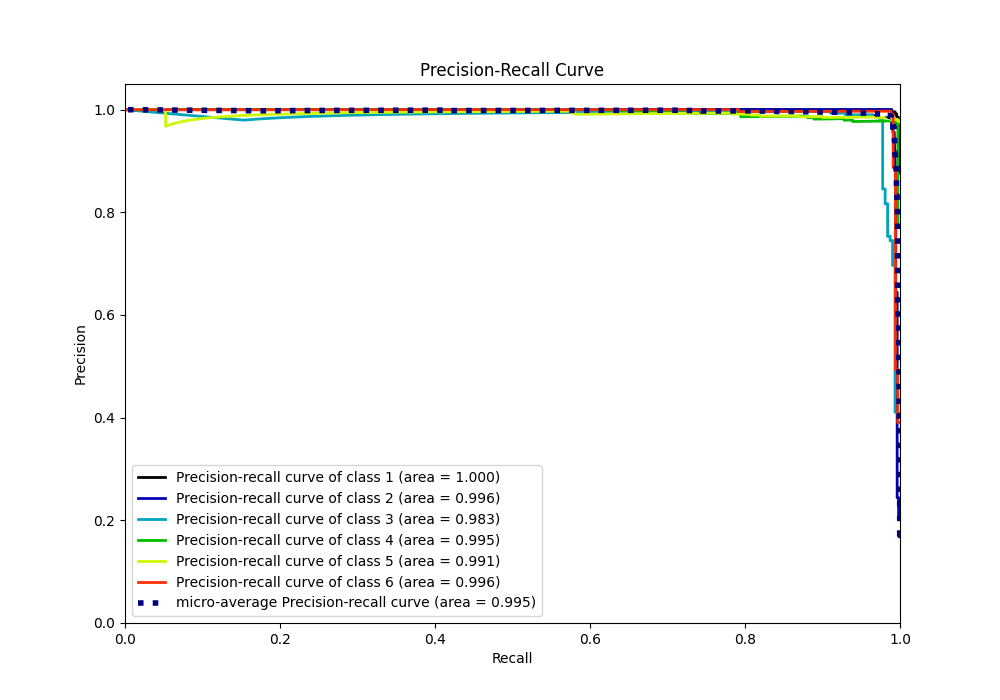 Precision-Recall Curve
1.0
0.8
0.6
0.4
0.2
0.0
Precision
Precision-recall curve of class 1 (area = 1.000)
Precision-recall curve of class 2 (area = 0.996)
Precision-recall curve of class 3 (area = 0.983)
Precision-recall curve of class 4 (area = 0.995)
Precision-recall curve of class 5 (area = 0.991)
Precision-recall curve of class 6 (area = 0.996)
micro-average Precision-recall curve (area = 0.995)
0.0 0.2 0.4 0.6 0.8 1.0
Recall